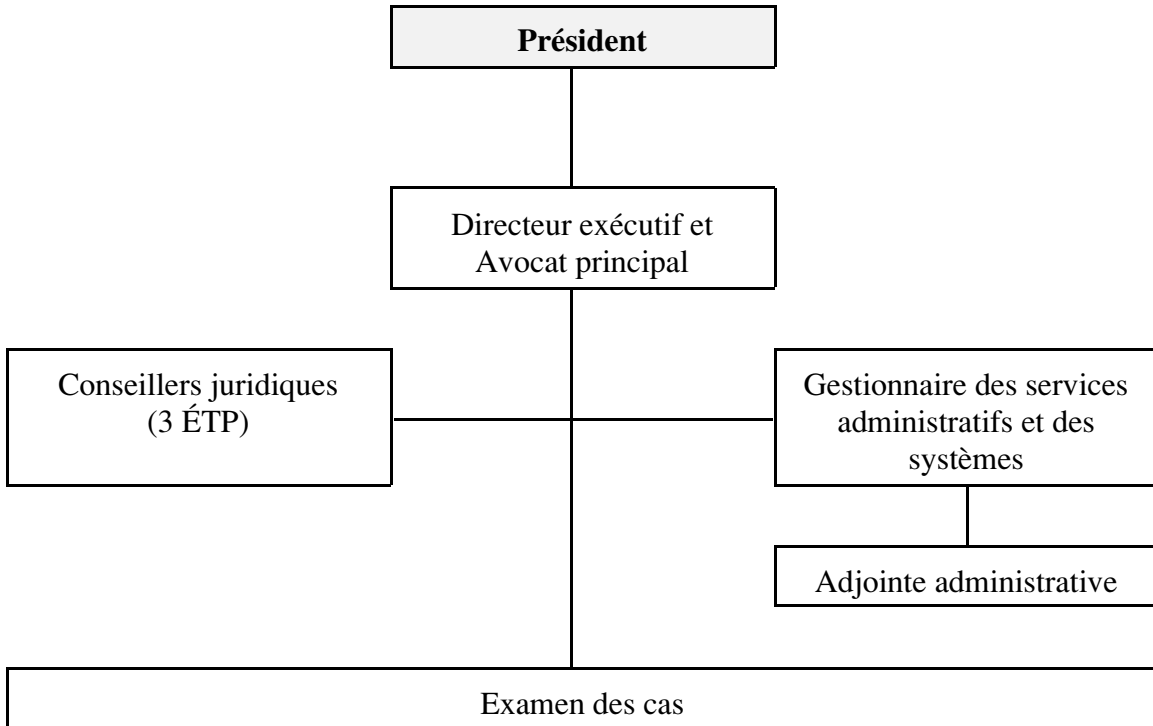 Président
Directeur exécutif et
Avocat principal
Conseillers juridiques
(3 ÉTP)
Gestionnaire des services
administratifs et des
systèmes
Adjointe administrative
Examen des cas